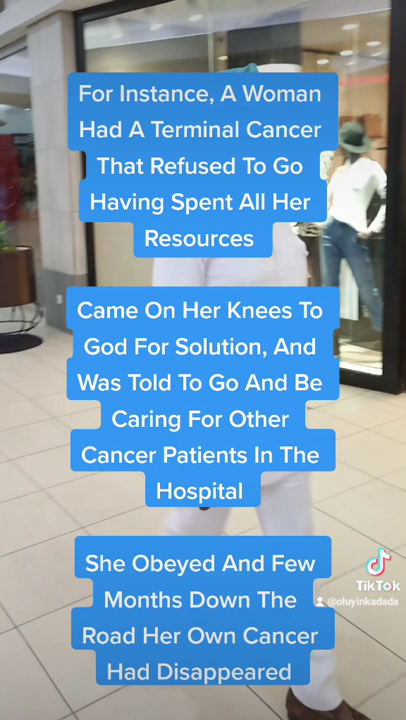 For Instance, A Woman
Had A Terminal Cancer
That Refused To Go
Having Spent All Her
Resources
Came On Her Knees To
God For Solution, And
Was Told To Go And Be
Caring For Other
Cancer Patients In The
Hospital
She Obeyed And Few
Months Down The
Road Her Own Cancer
Had Disappeared
TikTok
@oluyinkadada